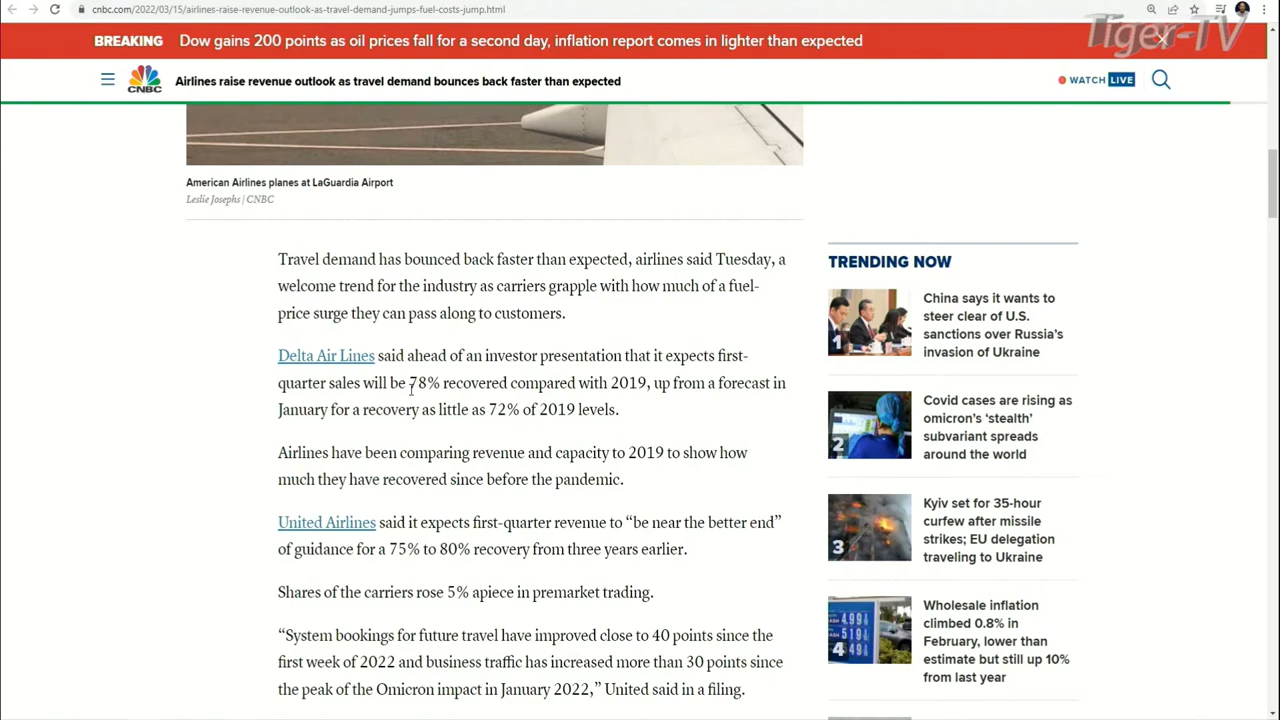 cnbc.com/2022/03/15/airlines-raise-revenue-outlook-as-travel-demand-jumps-fuel-costs-jump.html
BREAKING Dow gains 200 points as oil prices fall for a second day, inflation report comes in lighter than expected
Tiger-TV
CNBC
Airlines raise revenue outlook as travel demand bounces back faster than expected
WATCH LIVE
American Airlines planes at LaGuardia Airport
Leslie Josephs | CNBC
Travel demand has bounced back faster than expected, airlines said Tuesday, a
welcome trend for the industry as carriers grapple with how much of a fuel-
price surge they can pass along to customers.
Delta Air Lines said ahead of an investor presentation that it expects first-
quarter sales will be 78% recovered compared with 2019, up from a forecast in
January for a recovery as little as 72% of 2019 levels.
Airlines have been comparing revenue and capacity to 2019 to show how
much they have recovered since before the pandemic.
United Airlines said it expects first-quarter revenue to “be near the better end”
of guidance for a 75% to 80% recovery from three years earlier.
Shares of the carriers rose 5% apiece in premarket trading.
“System bookings for future travel have improved close to 40 points since the
first week of 2022 and business traffic has increased more than 30 points since
the peak of the Omicron impact in January 2022,” United said in a filing.
TRENDING NOW
1
China says it wants to
steer clear of U.S.
sanctions over Russia’s
invasion of Ukraine
2
Covid cases are rising as
omicron’s ‘stealth’
subvariant spreads
around the world
3
Kyiv set for 35-hour
curfew after missile
strikes; EU delegation
traveling to Ukraine
4
Wholesale inflation
climbed 0.8% in
February, lower than
estimate but still up 10%
from last year